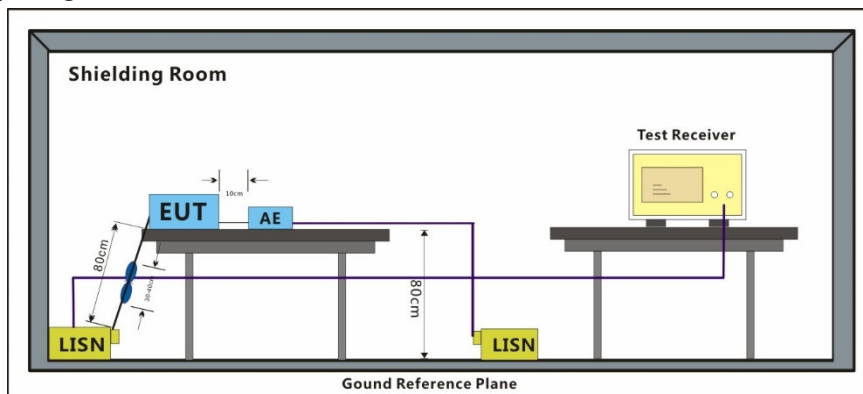 Shielding Room
Test Receiver
10cm
EUT
AE
80cm
30-40cm
80cm
LISN
LISN
Gound Reference Plane